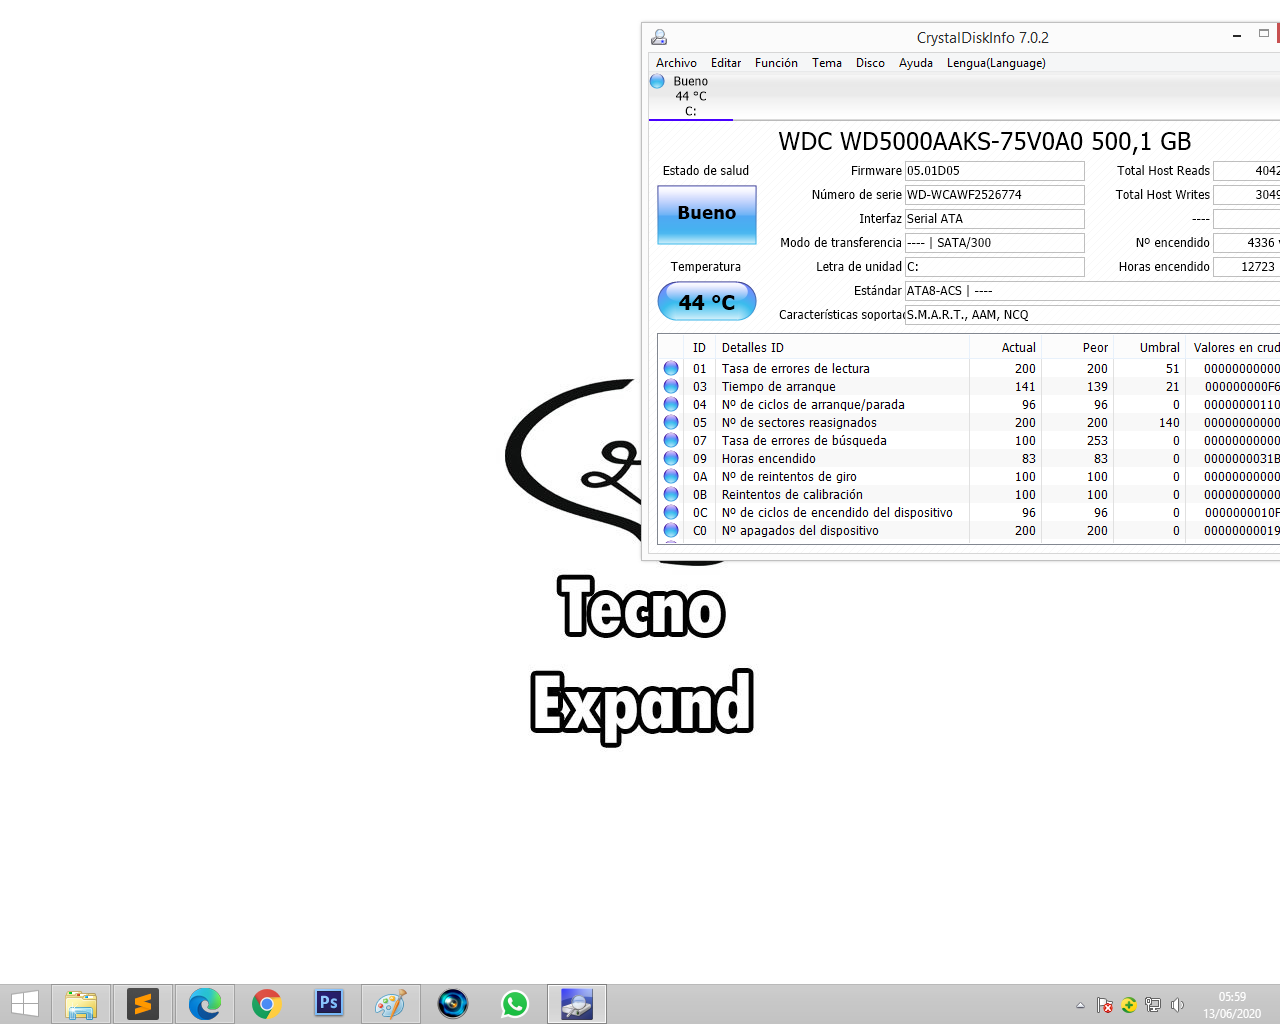 CrystalDiskInfo 7.0.2
Archivo Editar Función Tema Disco Ayuda Lengua(Language)
Bueno
44 °C
C:
WDC WD5000AAKS-75V0A0 500,1 GB
Estado de salud
Bueno
Temperatura
44 °C
Firmware 05.01D05 Total Host Reads 4042
Número de serie WD-WCAWF2526774 Total Host Writes 3049
Interfaz Serial ATA ----
Modo de transferencia ---- | SATA/300 Nº encendido 4336
Letra de unidad C: Horas encendido 12723
Estándar ATA8-ACS | ----
Características soportad S.M.A.R.T., AAM, NCQ
ID Detalles ID Actual Peor Umbral Valores en crud
01 Tasa de errores de lectura 200 200 51 00000000000
03 Tiempo de arranque 141 139 21 000000000F6
04 Nº de ciclos de arranque/parada 96 96 0 00000000110
05 Nº de sectores reasignados 200 200 140 00000000000
07 Tasa de errores de búsqueda 100 253 0 00000000000
09 Horas encendido 83 83 0 0000000031B
0A Nº de reintentos de giro 100 100 0 00000000000
0B Reintentos de calibración 100 100 0 00000000000
0C Nº de ciclos de encendido del dispositivo 96 96 0 0000000010F
C0 Nº apagados del dispositivo 200 200 0 00000000019
Tecno
Expand
Ps
05:59
13/06/2020